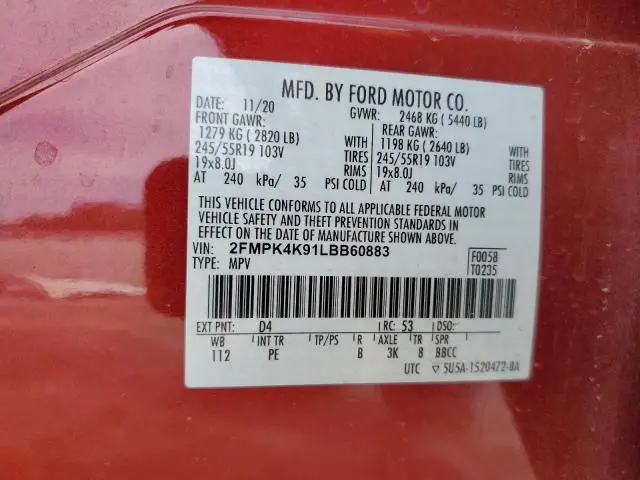 MFD. BY FORD MOTOR CO.
DATE: 11/20 GVWR: 2468 KG ( 5440 LB)
FRONT GAWR: REAR GAWR:
1279 KG ( 2820 LB) WITH 1198 KG ( 2640 LB) WITH
245/55R19 103V TIRES 245/55R19 103V TIRES
19x8.0J RIMS 19x8.0J RIMS
AT 240 kPa/ 35 PSI COLD AT 240 kPa/ 35 PSI COLD
THIS VEHICLE CONFORMS TO ALL APPLICABLE FEDERAL MOTOR
VEHICLE SAFETY AND THEFT PREVENTION STANDARDS IN
EFFECT ON THE DATE OF MANUFACTURE SHOWN ABOVE.
VIN: 2FMPK4K91LBB60883 F0058
TYPE: MPV T0235
EXT PNT: D4 RC: 53 DSO:
WB INT TR TP/PS R AXLE TR SPR
112 PE B 3K 8 BBCC
UTC ▽ 5U5A-1520472-BA